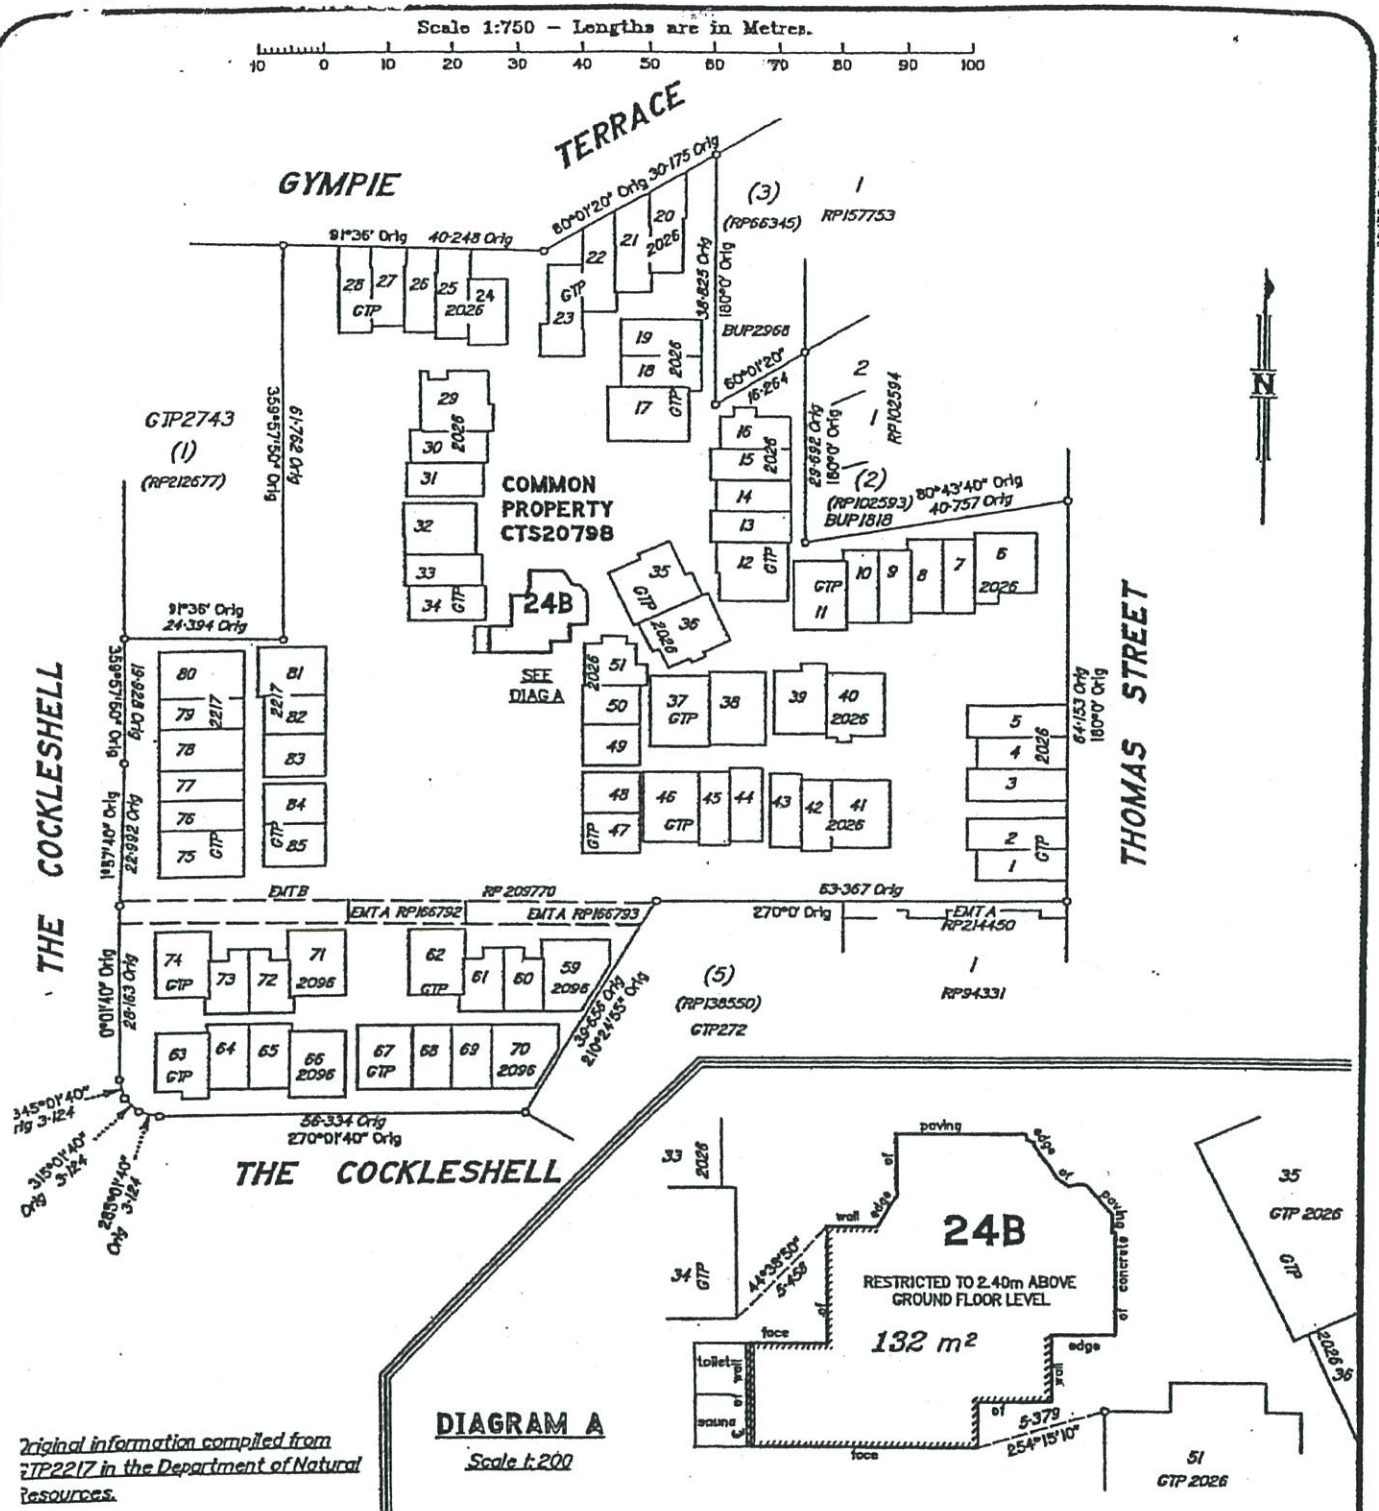 Scale 1:750 – Lengths are in Metres.
10 0 10 20 30 40 50 60 70 80 90 100
GYMPIE TERRACE
91°36' Orig 40·248 Orig
60°01'20" Orig 30·175 Orig
(3)
(RP66345)
1
RP157753
28 27 26 25 24
GTP 2026
23 22 21 20
GTP 2026
38·825 Orig
180°0' Orig
BUP2968
19
18
17
2026
GTP
60°01'20"
16·264
2
1
RP102594
GTP2743
(1)
(RP212677)
359°57'50" Orig
61·762 Orig
29
30
31
2026
32
33
34
GTP
COMMON
PROPERTY
CTS20798
16
15
14
13
12
2026
GTP
29·692 Orig
180°0' Orig
(2)
(RP102593)
BUP1818
80°43'40" Orig
40·757 Orig
N
24B
SEE
DIAG A
35
GTP
36
2026
GTP
11 10 9 8 7 6
2026
91°36' Orig
24·394 Orig
359°57'50" Orig
19·928 Orig
80
79
78
77
76
75
2217
GTP
81
82
83
84
85
2217
GTP
2026
51
50
49
48
47
GTP
37 38
GTP
39 40
2026
46 45 44
GTP
43 42 41
2026
5
4
3
2
1
2026
GTP
64·153 Orig
180°0' Orig
THOMAS STREET
THE COCKLESHELL
1°57'40" Orig
22·992 Orig
EMT B RP 209770
EMT A RP166792
EMT A RP166793
63·367 Orig
270°0' Orig
EMT A
RP214450
1
RP94331
0°01'40" Orig
28·163 Orig
74 73 72 71
GTP 2096
62 61 60 59
GTP 2096
63 64 65 66
GTP 2096
67 68 69 70
GTP 2096
39·656 Orig
210°24'55" Orig
(5)
(RP138550)
GTP272
345°01'40"
rig 3·124
315°01'40"
Orig 3·124
285°01'40"
Orig 3·124
56·334 Orig
270°01'40" Orig
THE COCKLESHELL
33
2026
34
GTP
44°38'50"
5·458
paving
edge of
wall
edge of paving
of concrete
24B
RESTRICTED TO 2.40m ABOVE
GROUND FLOOR LEVEL
132 m²
face of
toilet
sauna
wall of
face
edge
wall
of
5·379
254°15'10"
35
GTP 2026
GTP
2026
36
51
GTP 2026
DIAGRAM A
Scale 1:200
Original information compiled from
GTP2217 in the Department of Natural
Resources.